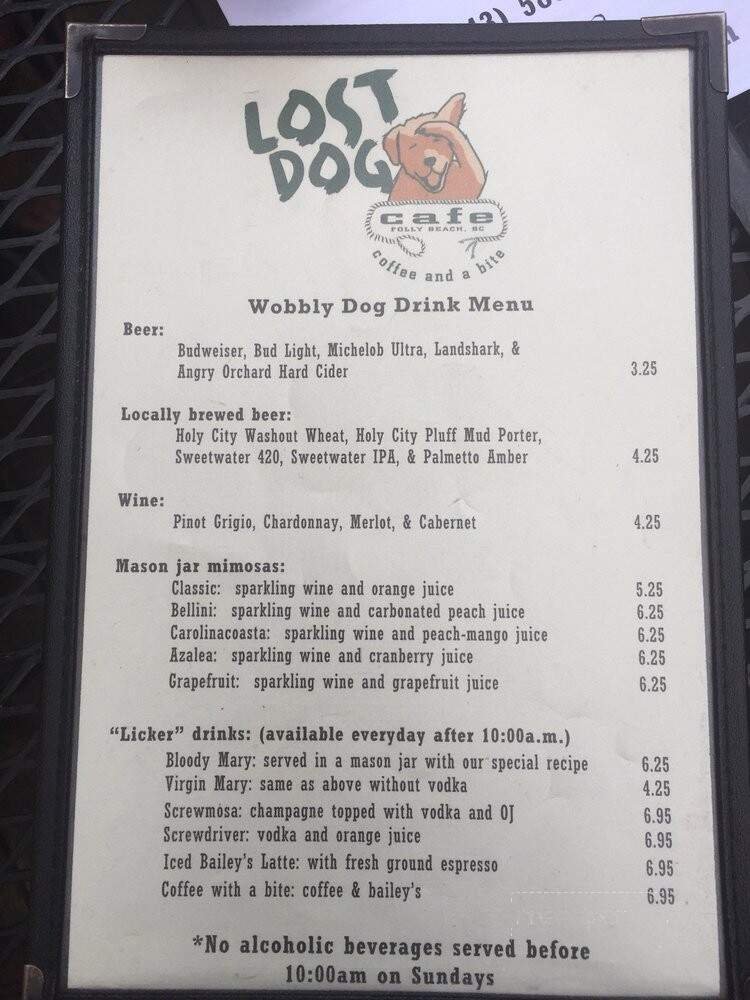 LOST
DOG
cafe
FOLLY BEACH, SC
coffee and a bite
Wobbly Dog Drink Menu
Beer:
Budweiser, Bud Light, Michelob Ultra, Landshark, &
Angry Orchard Hard Cider 3.25
Locally brewed beer:
Holy City Washout Wheat, Holy City Pluff Mud Porter,
Sweetwater 420, Sweetwater IPA, & Palmetto Amber 4.25
Wine:
Pinot Grigio, Chardonnay, Merlot, & Cabernet 4.25
Mason jar mimosas:
Classic: sparkling wine and orange juice 5.25
Bellini: sparkling wine and carbonated peach juice 6.25
Carolinacoasta: sparkling wine and peach-mango juice 6.25
Azalea: sparkling wine and cranberry juice 6.25
Grapefruit: sparkling wine and grapefruit juice 6.25
"Licker" drinks: (available everyday after 10:00a.m.)
Bloody Mary: served in a mason jar with our special recipe 6.25
Virgin Mary: same as above without vodka 4.25
Screwmosa: champagne topped with vodka and OJ 6.95
Screwdriver: vodka and orange juice 6.95
Iced Bailey's Latte: with fresh ground espresso 6.95
Coffee with a bite: coffee & bailey's 6.95
*No alcoholic beverages served before
10:00am on Sundays